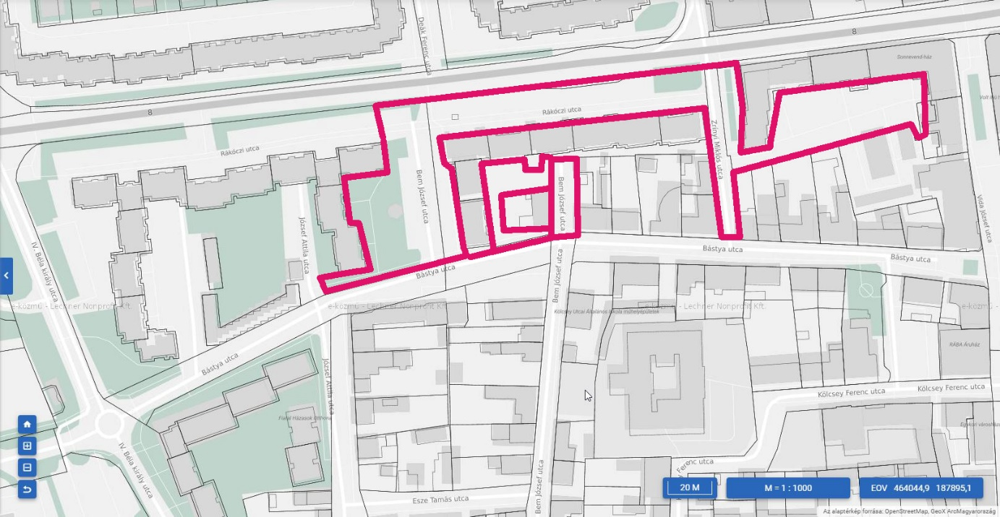 Deák Ferenc utca
8
Sonnevend-ház
8
Rákóczi utca
Rákóczi utca
Zrínyi Miklós utca
Bem József utca
Bem József utca
Vida József utca
József Attila utca
IV. Béla király utca
Bástya utca
Bástya utca
Bástya utca
Bem József utca
e-közmű - Lechner Nonprofit Kft.
e-közmű - Lechner Nonprofit Kft.
e-közmű - Lechner Nonprofit Kft.
e-közmű -
Kölcsey Utcai Általános Iskola műhelyépületek
RÁBA Áruház
Bástya utca
József Attila utca
Kölcsey Ferenc utca
Kölcsey Ferenc utca
Fiatal Házasok Otthona
Egykori városháza
IV. Béla király utca
Ferenc utca
Bem József utca
Esze Tamás utca
20 M
M = 1 : 1000
EOV 464044,9 187895,1
Az alaptérkép forrása: OpenStreetMap, GeoX ArcMagyarország